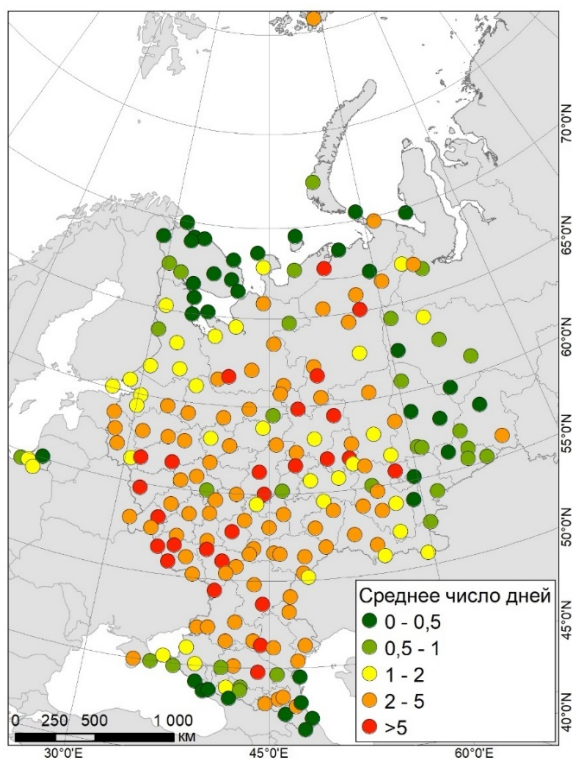 70°0'N
65°0'N
60°0'N
55°0'N
50°0'N
45°0'N
40°0'N
Среднее число дней
0 - 0,5
0,5 - 1
1 - 2
2 - 5
>5
0 250 500 1 000
км
30°0'E 45°0'E 60°0'E